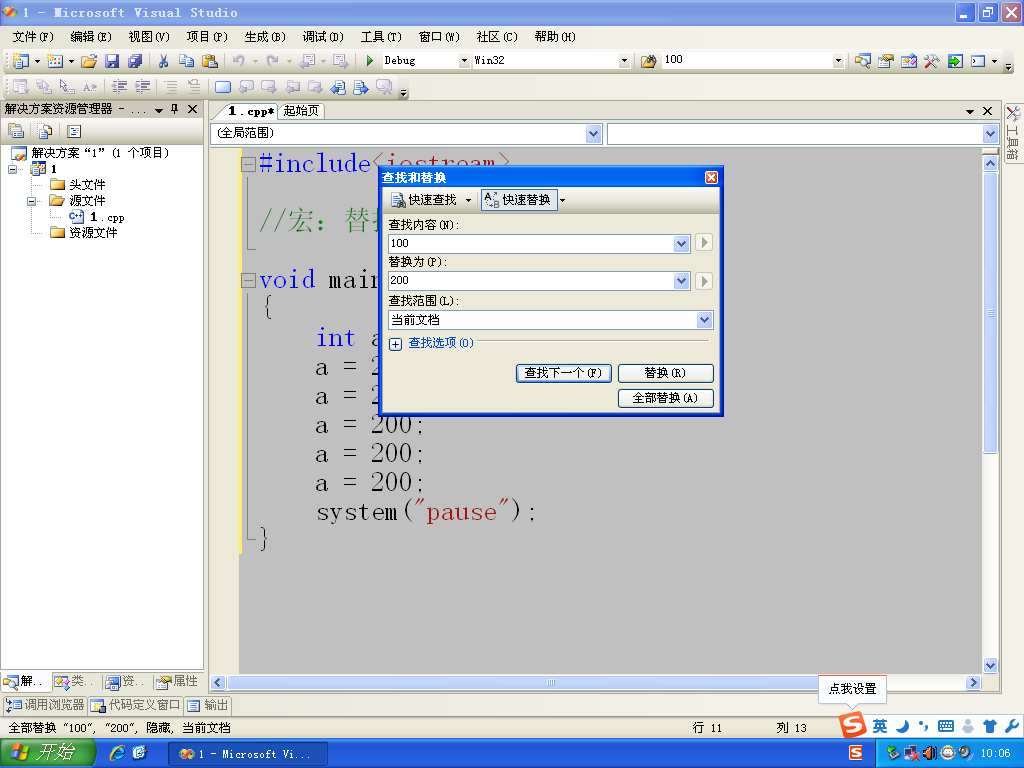 1 - Microsoft Visual Studio
文件(F) 编辑(E) 视图(V) 项目(P) 生成(B) 调试(D) 工具(T) 窗口(W) 社区(C) 帮助(H)
Debug Win32 100
解决方案资源管理器 - ...
1.cpp* 起始页
(全局范围)
工具箱
解决方案 "1" (1 个项目)
1
头文件
源文件
1.cpp
资源文件
#include<iostream>
//宏: 替
void main
{
int a
a = 2
a = 2
a = 200;
a = 200;
a = 200;
system("pause");
}
查找和替换
快速查找 快速替换
查找内容(N):
100
替换为(P):
200
查找范围(L):
当前文档
查找选项(O)
查找下一个(F) 替换(R)
全部替换(A)
解.. 类.. 资.. 属性
调用浏览器 代码定义窗口 输出
点我设置
全部替换 "100", "200", 隐藏, 当前文档 行 11 列 13
英
开始 1 - Microsoft Vi... 10:06